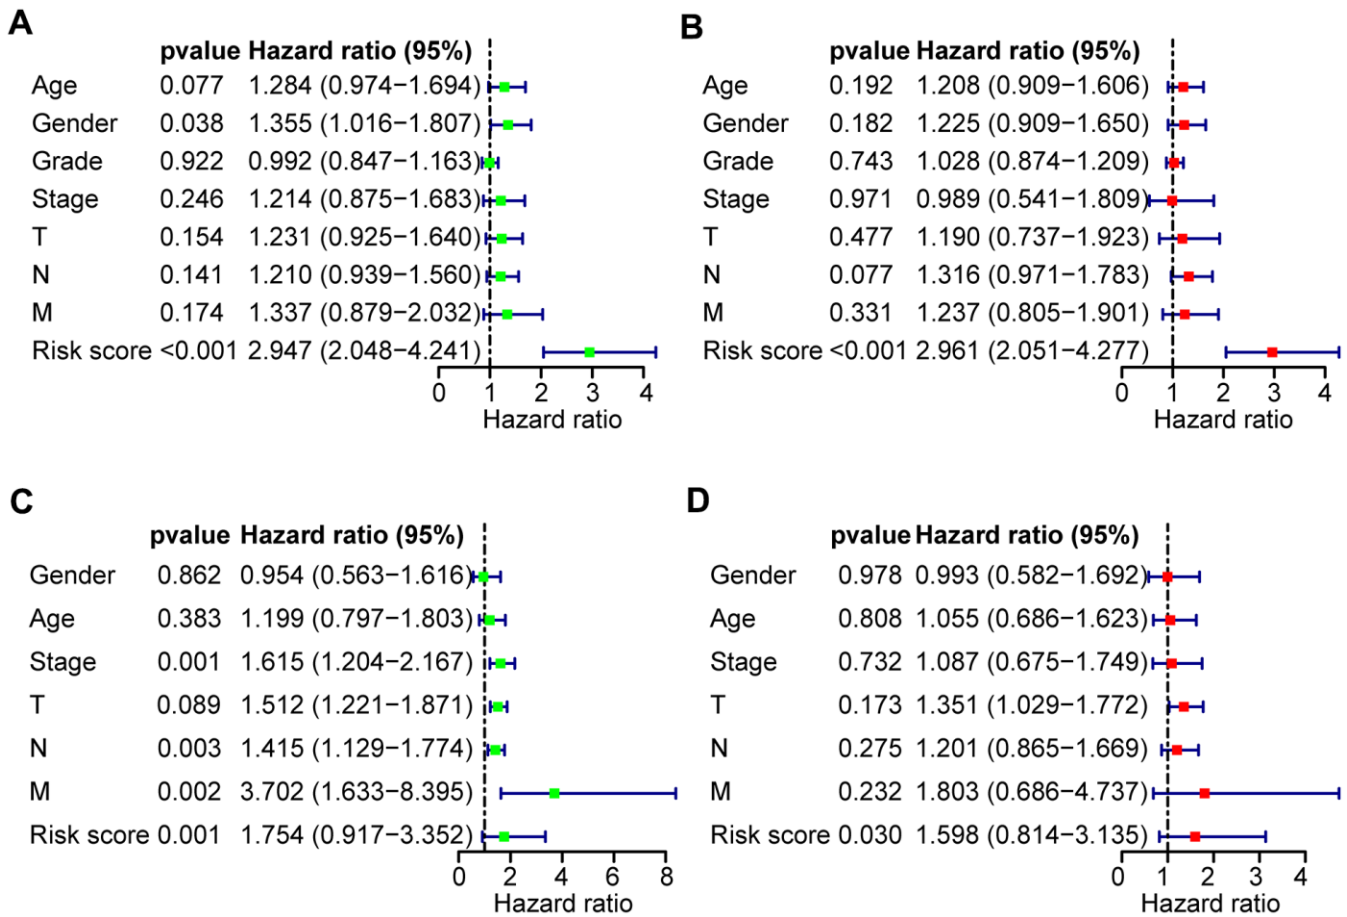 A
pvalue Hazard ratio (95%)
Age 0.077 1.284 (0.974−1.694)
Gender 0.038 1.355 (1.016−1.807)
Grade 0.922 0.992 (0.847−1.163)
Stage 0.246 1.214 (0.875−1.683)
T 0.154 1.231 (0.925−1.640)
N 0.141 1.210 (0.939−1.560)
M 0.174 1.337 (0.879−2.032)
Risk score <0.001 2.947 (2.048−4.241)
0 1 2 3 4
Hazard ratio
B
pvalue Hazard ratio (95%)
Age 0.192 1.208 (0.909−1.606)
Gender 0.182 1.225 (0.909−1.650)
Grade 0.743 1.028 (0.874−1.209)
Stage 0.971 0.989 (0.541−1.809)
T 0.477 1.190 (0.737−1.923)
N 0.077 1.316 (0.971−1.783)
M 0.331 1.237 (0.805−1.901)
Risk score <0.001 2.961 (2.051−4.277)
0 1 2 3 4
Hazard ratio
C
pvalue Hazard ratio (95%)
Gender 0.862 0.954 (0.563−1.616)
Age 0.383 1.199 (0.797−1.803)
Stage 0.001 1.615 (1.204−2.167)
T 0.089 1.512 (1.221−1.871)
N 0.003 1.415 (1.129−1.774)
M 0.002 3.702 (1.633−8.395)
Risk score 0.001 1.754 (0.917−3.352)
0 2 4 6 8
Hazard ratio
D
pvalue Hazard ratio (95%)
Gender 0.978 0.993 (0.582−1.692)
Age 0.808 1.055 (0.686−1.623)
Stage 0.732 1.087 (0.675−1.749)
T 0.173 1.351 (1.029−1.772)
N 0.275 1.201 (0.865−1.669)
M 0.232 1.803 (0.686−4.737)
Risk score 0.030 1.598 (0.814−3.135)
0 1 2 3 4
Hazard ratio